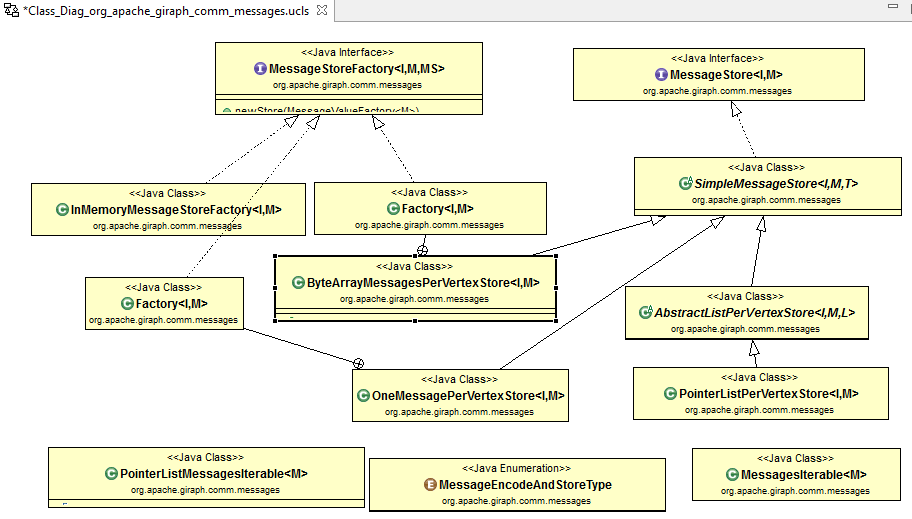 *Class_Diag_org_apache_giraph_comm_messages.ucls
<<Java Interface>>
MessageStoreFactory<I,M,MS>
org.apache.giraph.comm.messages
newStore(MessageValueFactory<M>)
<<Java Interface>>
MessageStore<I,M>
org.apache.giraph.comm.messages
<<Java Class>>
SimpleMessageStore<I,M,T>
org.apache.giraph.comm.messages
<<Java Class>>
InMemoryMessageStoreFactory<I,M>
org.apache.giraph.comm.messages
<<Java Class>>
Factory<I,M>
org.apache.giraph.comm.messages
<<Java Class>>
ByteArrayMessagesPerVertexStore<I,M>
org.apache.giraph.comm.messages
<<Java Class>>
Factory<I,M>
org.apache.giraph.comm.messages
<<Java Class>>
AbstractListPerVertexStore<I,M,L>
org.apache.giraph.comm.messages
<<Java Class>>
OneMessagePerVertexStore<I,M>
org.apache.giraph.comm.messages
<<Java Class>>
PointerListPerVertexStore<I,M>
org.apache.giraph.comm.messages
<<Java Class>>
PointerListMessagesIterable<M>
org.apache.giraph.comm.messages
<<Java Enumeration>>
MessageEncodeAndStoreType
org.apache.giraph.comm.messages
<<Java Class>>
MessagesIterable<M>
org.apache.giraph.comm.messages